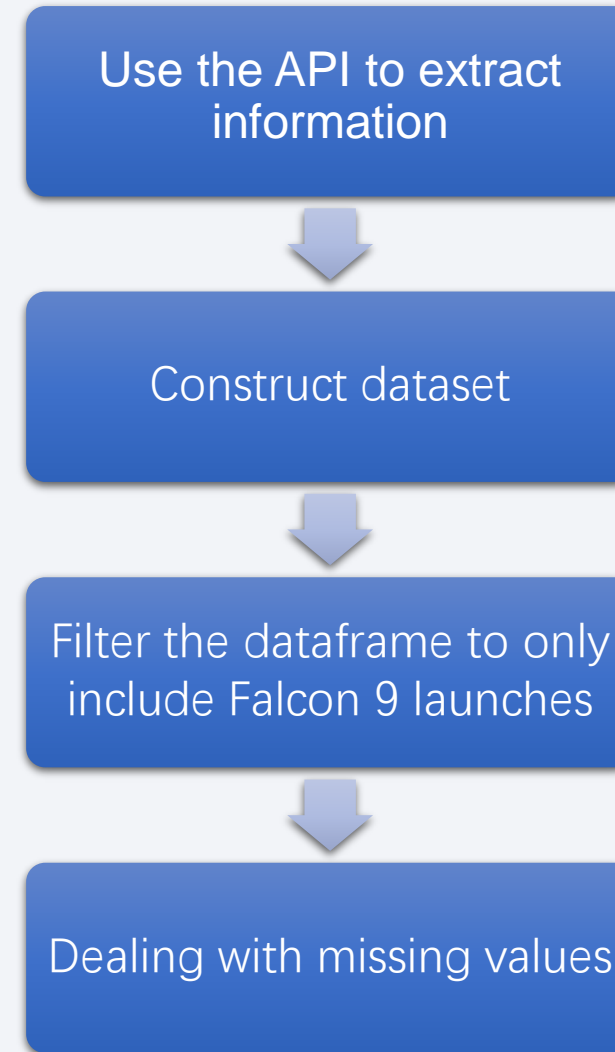 Use the API to extract
information
Construct dataset
Filter the dataframe to only
include Falcon 9 launches
Dealing with missing values